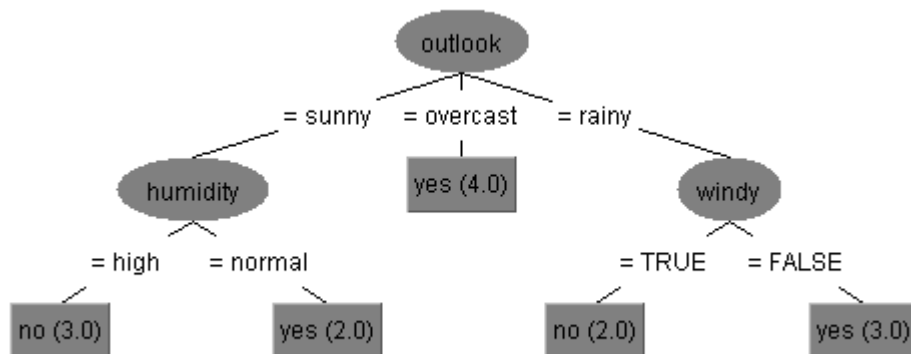 outlook
= sunny = overcast = rainy
humidity yes (4.0) windy
= high = normal = TRUE = FALSE
no (3.0) yes (2.0) no (2.0) yes (3.0)